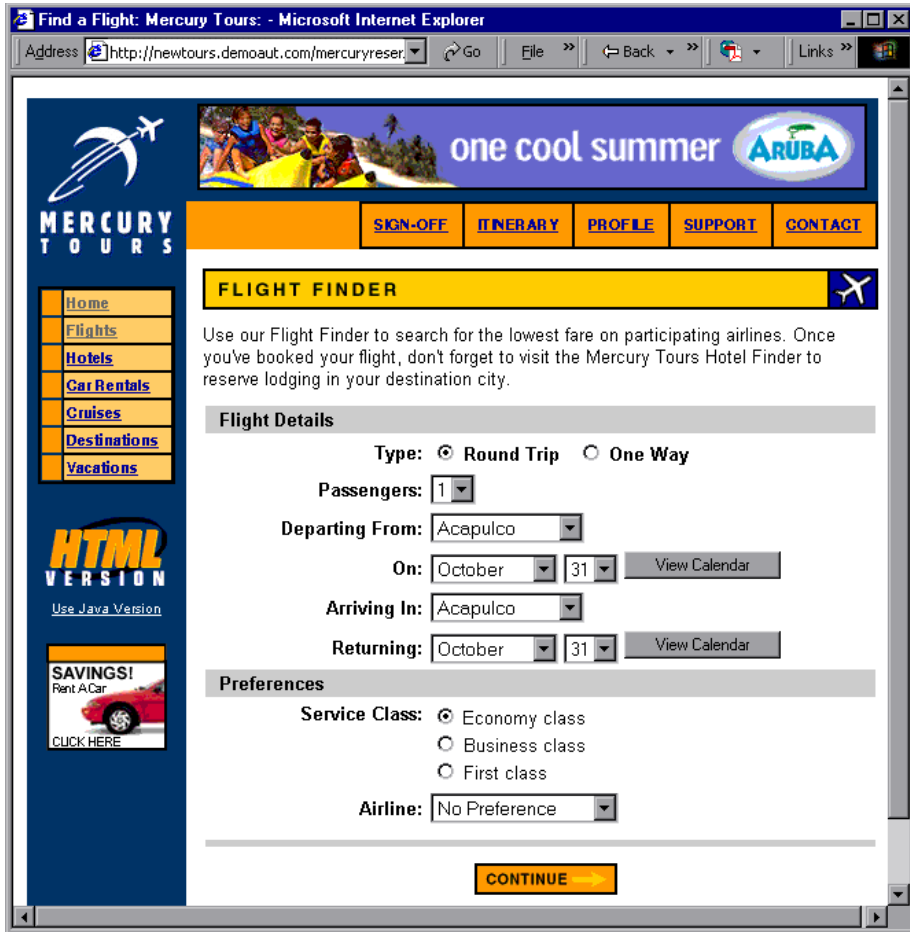 Find a Flight: Mercury Tours: - Microsoft Internet Explorer
Address http://newtours.demoaut.com/mercuryreser. Go File » Back » Links »
one cool summer ARUBA
MERCURY
TOURS
SIGN-OFF ITINERARY PROFILE SUPPORT CONTACT
FLIGHT FINDER
Home
Flights
Hotels
Car Rentals
Cruises
Destinations
Vacations
HTML
VERSION
Use Java Version
SAVINGS!
Rent A Car
CLICK HERE
Use our Flight Finder to search for the lowest fare on participating airlines. Once
you've booked your flight, don't forget to visit the Mercury Tours Hotel Finder to
reserve lodging in your destination city.
Flight Details
Type: Round Trip One Way
Passengers: 1
Departing From: Acapulco
On: October 31 View Calendar
Arriving In: Acapulco
Returning: October 31 View Calendar
Preferences
Service Class: Economy class
Business class
First class
Airline: No Preference
CONTINUE